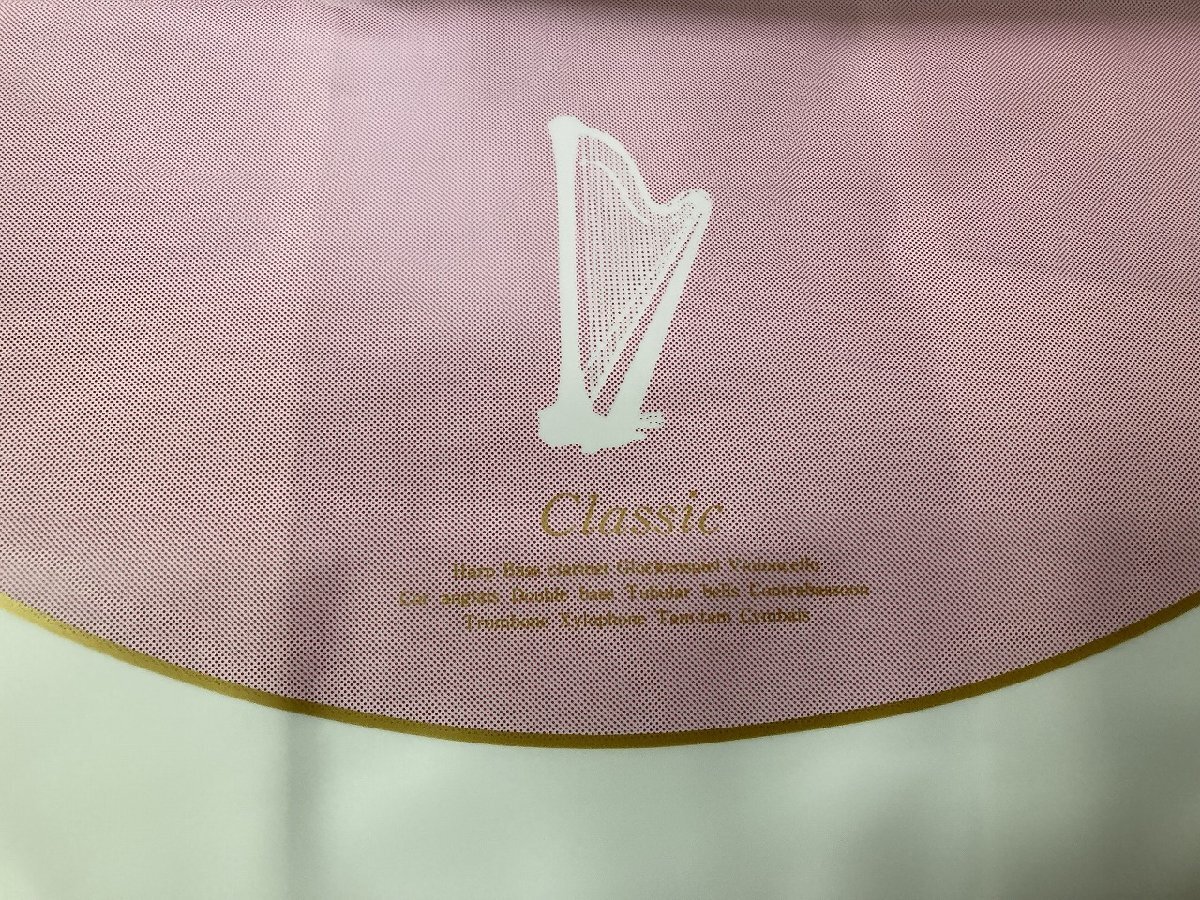 Classic
Harp Bass clarinet Glockenspiel Violoncello
Cor anglais Double bass Tubular bells Contrabassoon
Trombone Xylophone Tamtam Cymbals